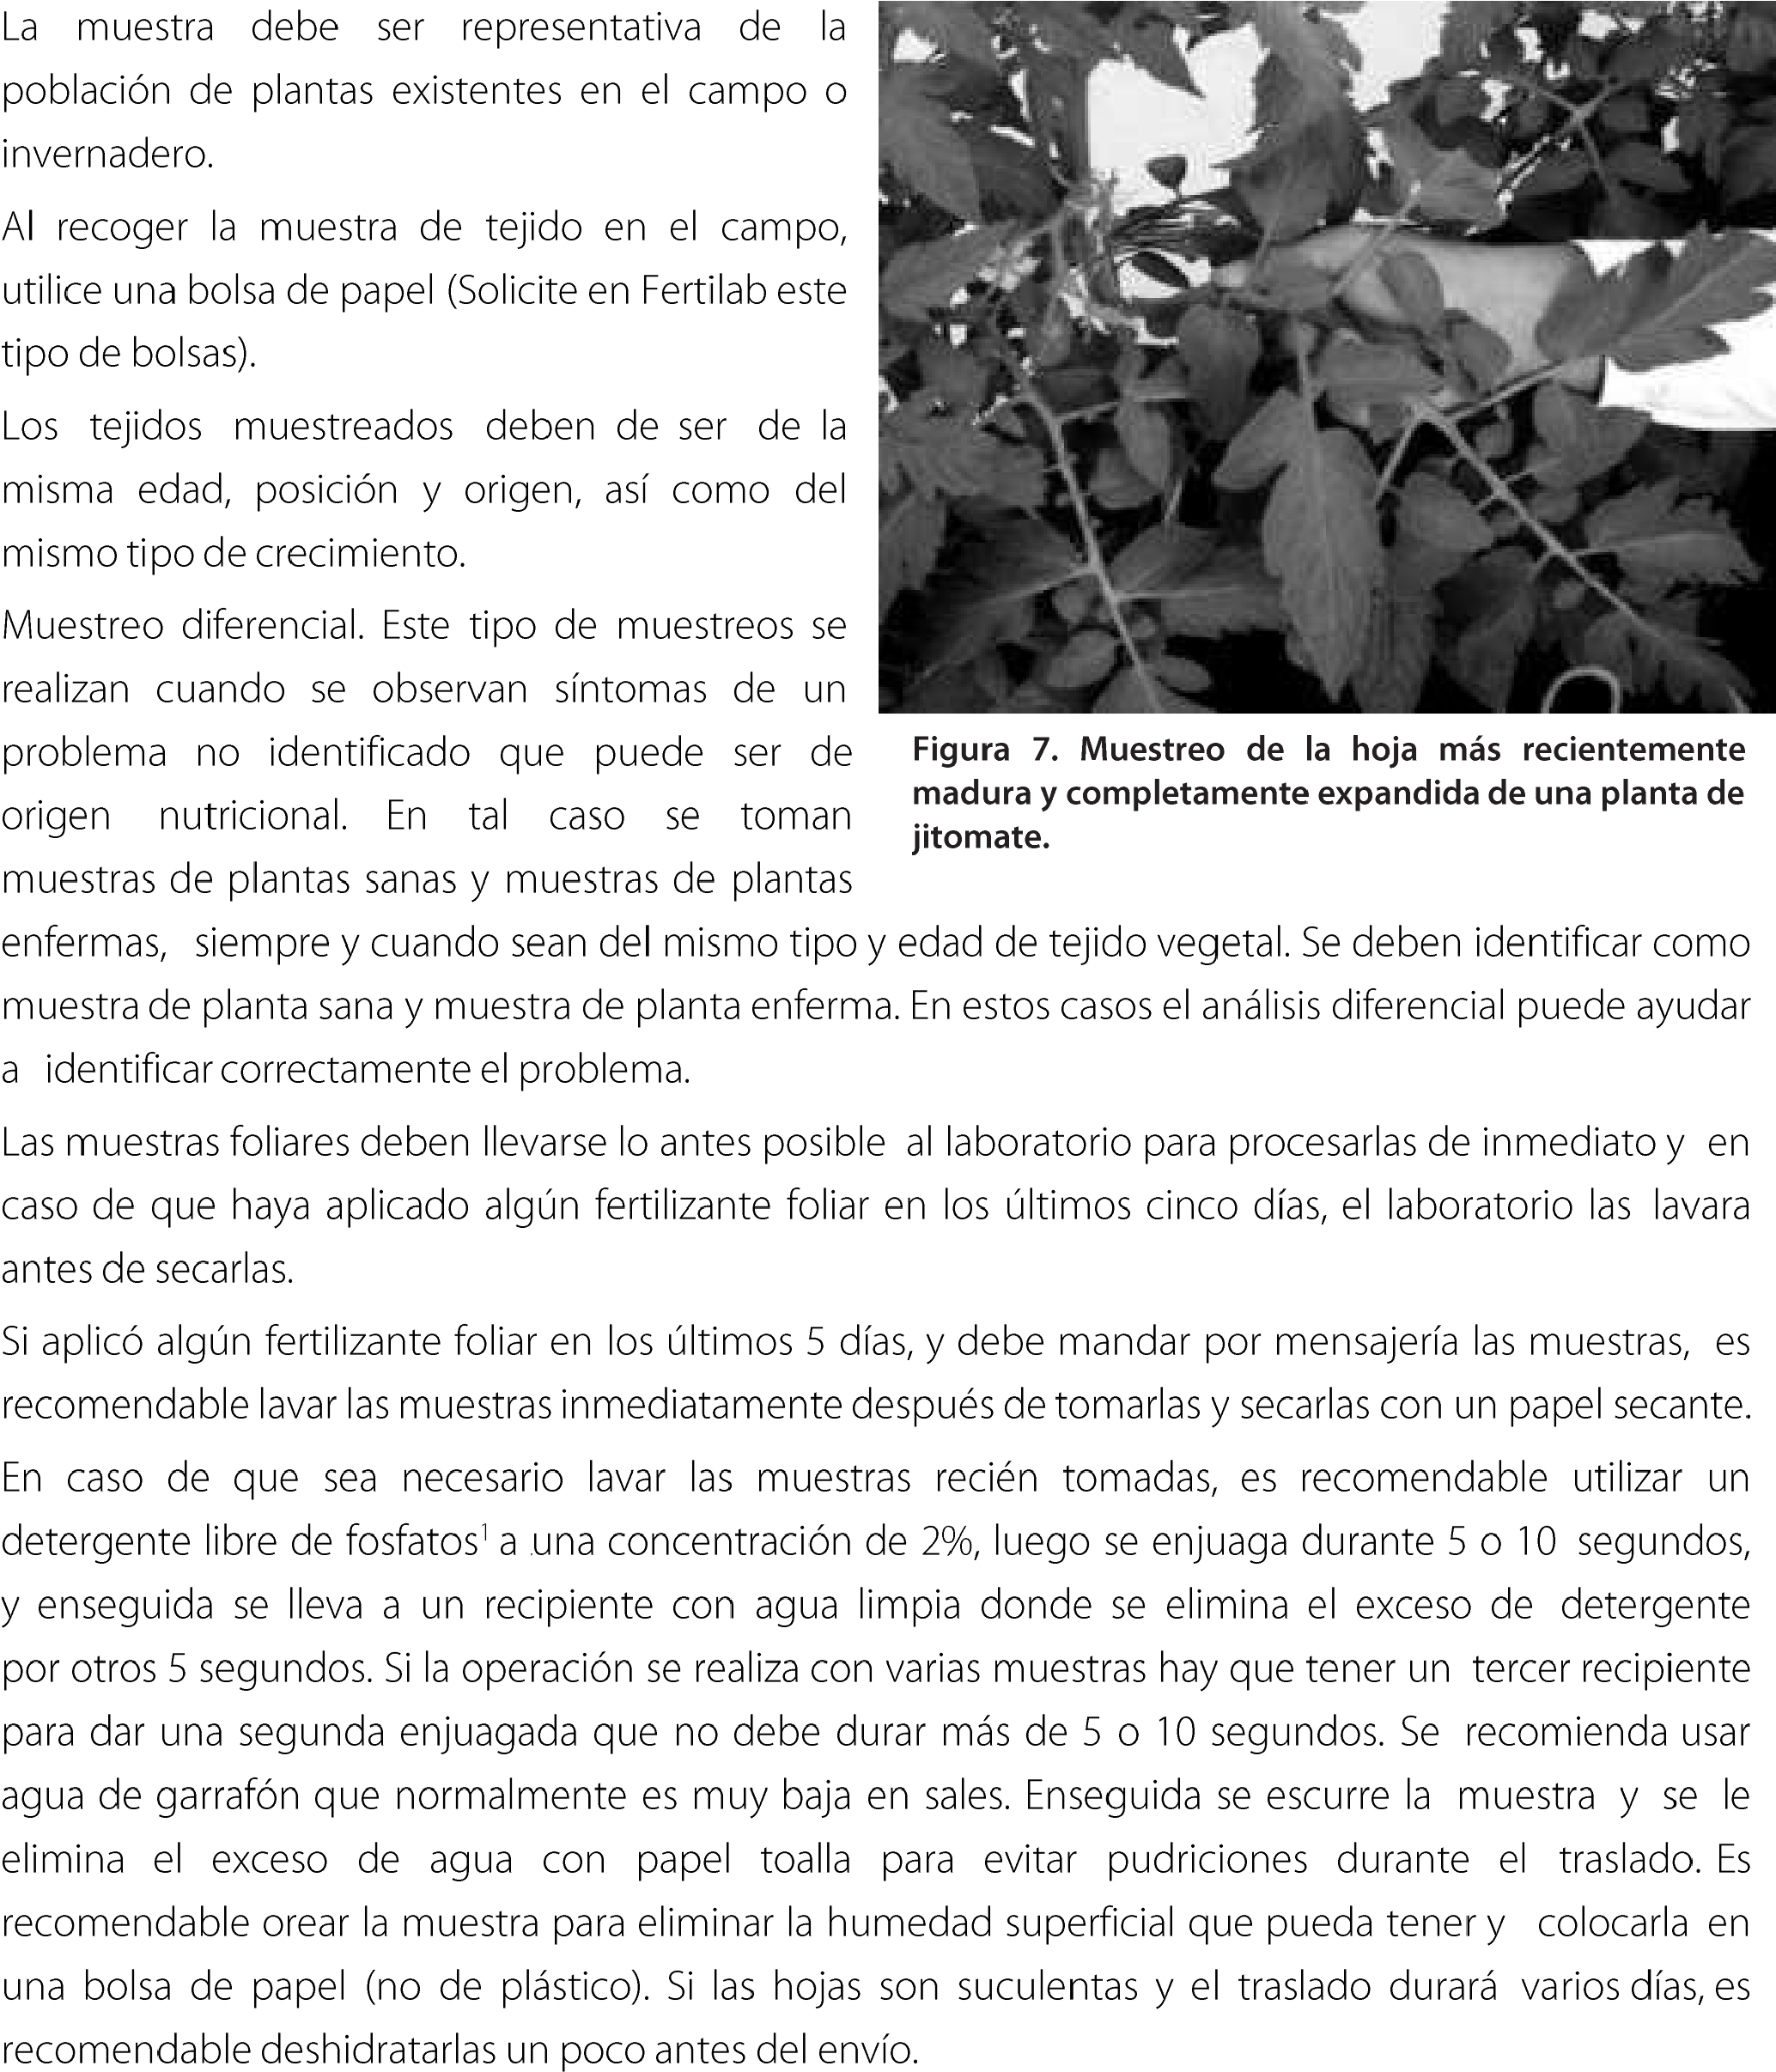 La muestra debe ser representativa de la
población de plantas existentes en el campo o
invernadero.
Al recoger la muestra de tejido en el campo,
utilice una bolsa de papel (Solicite en Fertilab este
tipo de bolsas).
Los tejidos muestreados deben de ser de la
misma edad, posición y origen, así como del
mismo tipo de crecimiento.
Muestreo diferencial. Este tipo de muestreos se
realizan cuando se observan síntomas de un
problema no identificado que puede ser de
origen nutricional. En tal caso se toman
muestras de plantas sanas y muestras de plantas
enfermas, siempre y cuando sean del mismo tipo y edad de tejido vegetal. Se deben identificar como
muestra de planta sana y muestra de planta enferma. En estos casos el análisis diferencial puede ayudar
a identificar correctamente el problema.
Figura 7. Muestreo de la hoja más recientemente
madura y completamente expandida de una planta de
jitomate.
Las muestras foliares deben llevarse lo antes posible al laboratorio para procesarlas de inmediato y en
caso de que haya aplicado algún fertilizante foliar en los últimos cinco días, el laboratorio las lavara
antes de secarlas.
Si aplicó algún fertilizante foliar en los últimos 5 días, y debe mandar por mensajería las muestras, es
recomendable lavar las muestras inmediatamente después de tomarlas y secarlas con un papel secante.
En caso de que sea necesario lavar las muestras recién tomadas, es recomendable utilizar un
detergente libre de fosfatos¹ a una concentración de 2%, luego se enjuaga durante 5 o 10 segundos,
y enseguida se lleva a un recipiente con agua limpia donde se elimina el exceso de detergente
por otros 5 segundos. Si la operación se realiza con varias muestras hay que tener un tercer recipiente
para dar una segunda enjuagada que no debe durar más de 5 o 10 segundos. Se recomienda usar
agua de garrafón que normalmente es muy baja en sales. Enseguida se escurre la muestra y se le
elimina el exceso de agua con papel toalla para evitar pudriciones durante el traslado. Es
recomendable orear la muestra para eliminar la humedad superficial que pueda tener y colocarla en
una bolsa de papel (no de plástico). Si las hojas son suculentas y el traslado durará varios días, es
recomendable deshidratarlas un poco antes del envío.